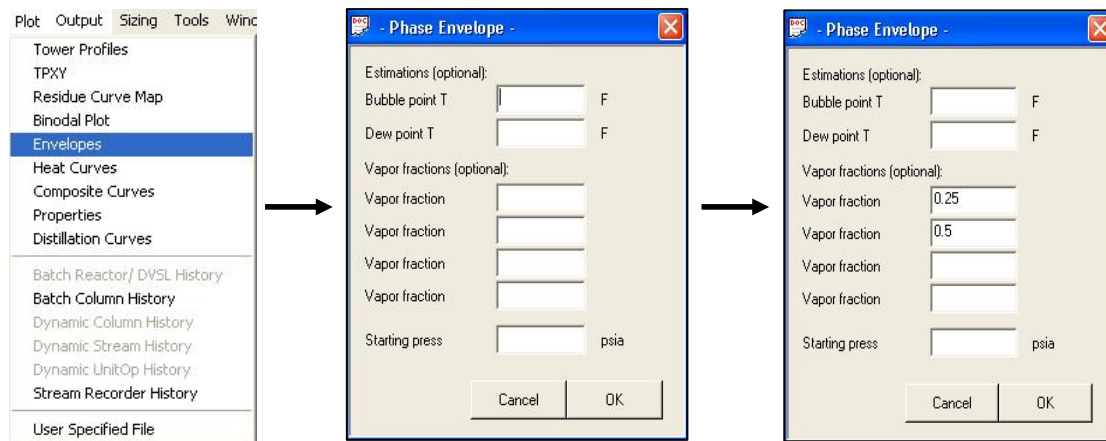 Plot Output Sizing Tools Winc
Tower Profiles
TPXY
Residue Curve Map
Binodal Plot
Envelopes
Heat Curves
Composite Curves
Properties
Distillation Curves
Batch Reactor/ DVSL History
Batch Column History
Dynamic Column History
Dynamic Stream History
Dynamic UnitOp History
Stream Recorder History
User Specified File
DOC
- Phase Envelope -
Estimations (optional):
Bubble point T F
Dew point T F
Vapor fractions (optional):
Vapor fraction
Vapor fraction
Vapor fraction
Vapor fraction
Starting press psia
Cancel OK
DOC
- Phase Envelope -
Estimations (optional):
Bubble point T F
Dew point T F
Vapor fractions (optional):
Vapor fraction 0.25
Vapor fraction 0.5
Vapor fraction
Vapor fraction
Starting press psia
Cancel OK